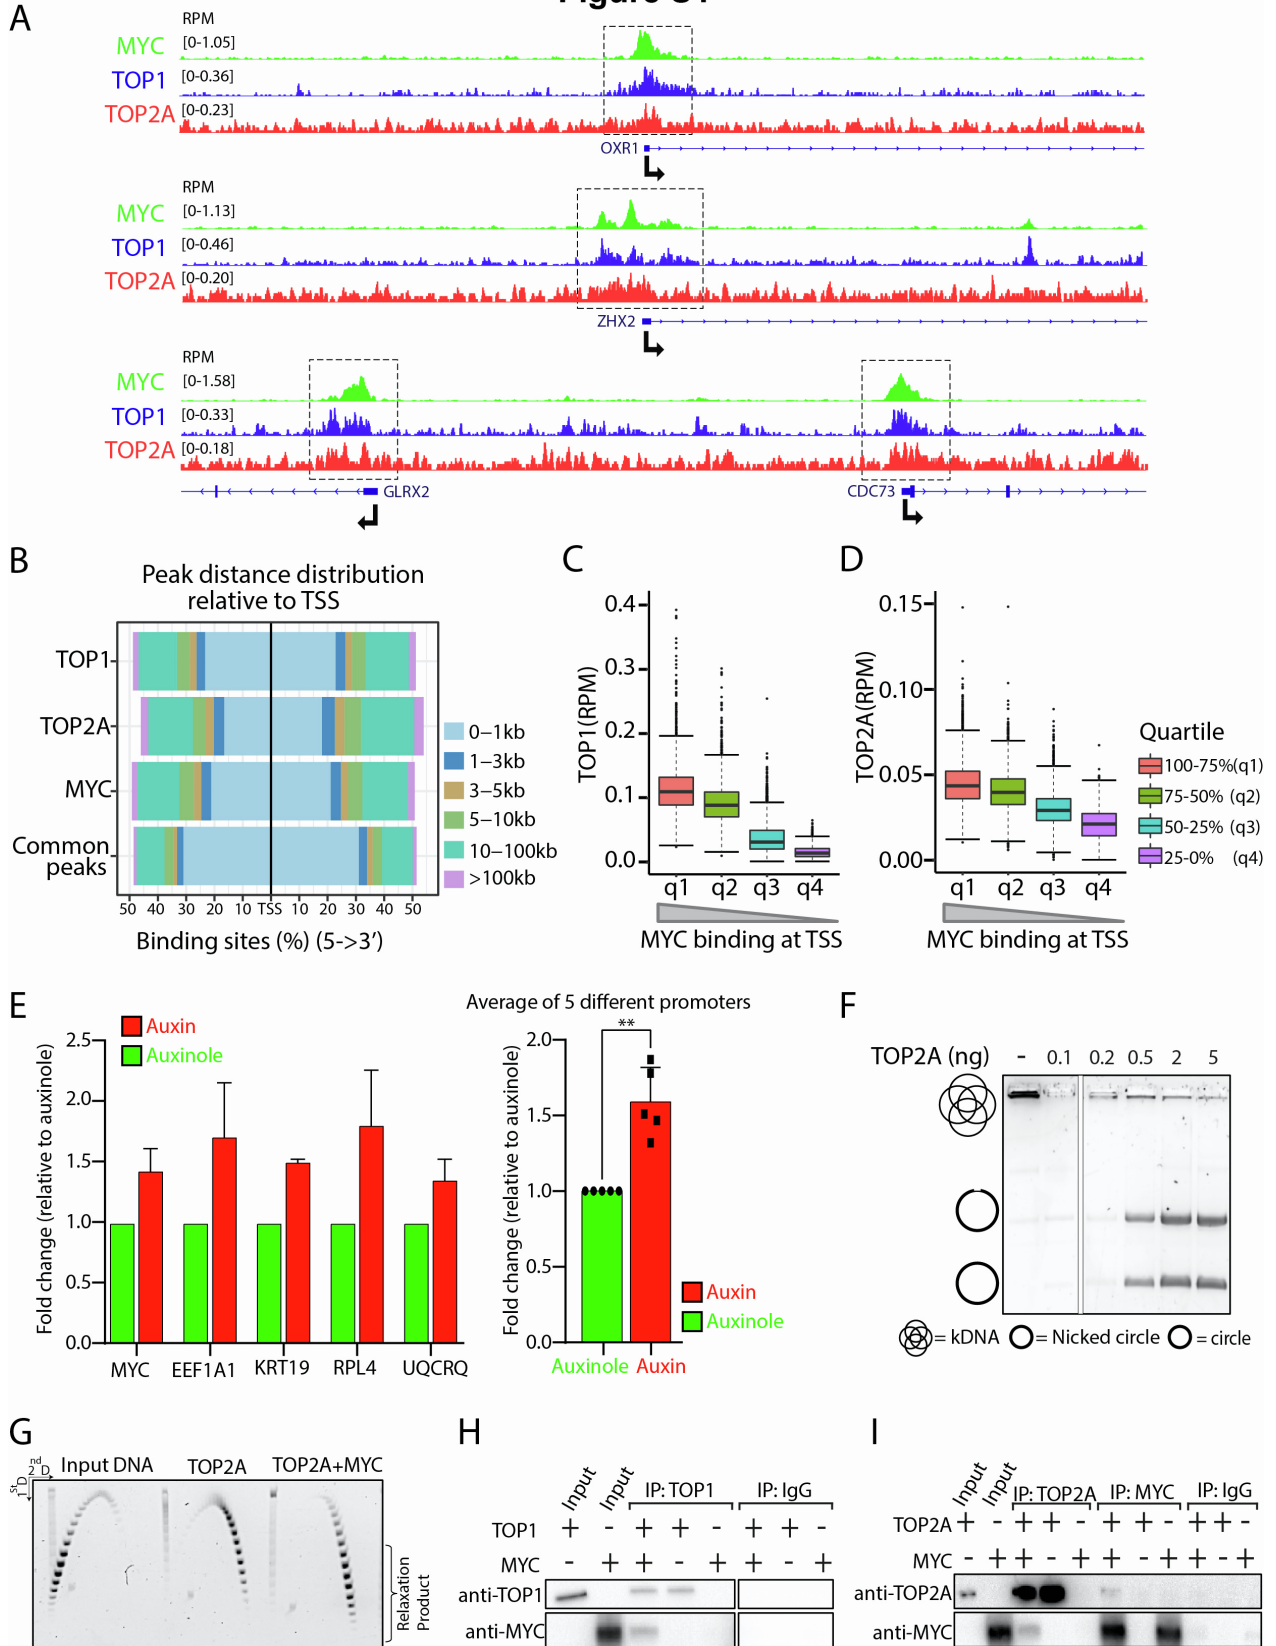 A
RPM
MYC [0-1.05]
TOP1 [0-0.36]
TOP2A [0-0.23]
OXR1
RPM
MYC [0-1.13]
TOP1 [0-0.46]
TOP2A [0-0.20]
ZHX2
RPM
MYC [0-1.58]
TOP1 [0-0.33]
TOP2A [0-0.18]
GLRX2 CDC73
B
Peak distance distribution
relative to TSS
TOP1
TOP2A
MYC
Common
peaks
0–1kb
1–3kb
3–5kb
5–10kb
10–100kb
>100kb
50 40 30 20 10 TSS 10 20 30 40 50
Binding sites (%) (5->3′)
C
TOP1(RPM)
0.4
0.3
0.2
0.1
0.0
q1 q2 q3 q4
MYC binding at TSS
D
TOP2A(RPM)
0.15
0.10
0.05
0.00
q1 q2 q3 q4
MYC binding at TSS
Quartile
100-75%(q1)
75-50% (q2)
50-25% (q3)
25-0% (q4)
E
Auxin
Auxinole
Fold change (relative to auxinole)
2.5
2.0
1.5
1.0
0.5
0.0
MYC EEF1A1 KRT19 RPL4 UQCRQ
Average of 5 different promoters
**
Fold change (relative to auxinole)
2.0
1.5
1.0
0.5
0.0
Auxinole Auxin
Auxin
Auxinole
F
TOP2A (ng) - 0.1 0.2 0.5 2 5
= kDNA = Nicked circle = circle
G
1st D
2nd D
Input DNA TOP2A TOP2A+MYC
Relaxation
Product
H
Input Input IP: TOP1 IP: IgG
TOP1 + - + + - + + -
MYC - + + - + + - +
anti-TOP1
anti-MYC
I
Input Input IP: TOP2A IP: MYC IP: IgG
TOP2A + - + + - + + - + + -
MYC - + + - + + - + + - +
anti-TOP2A
anti-MYC